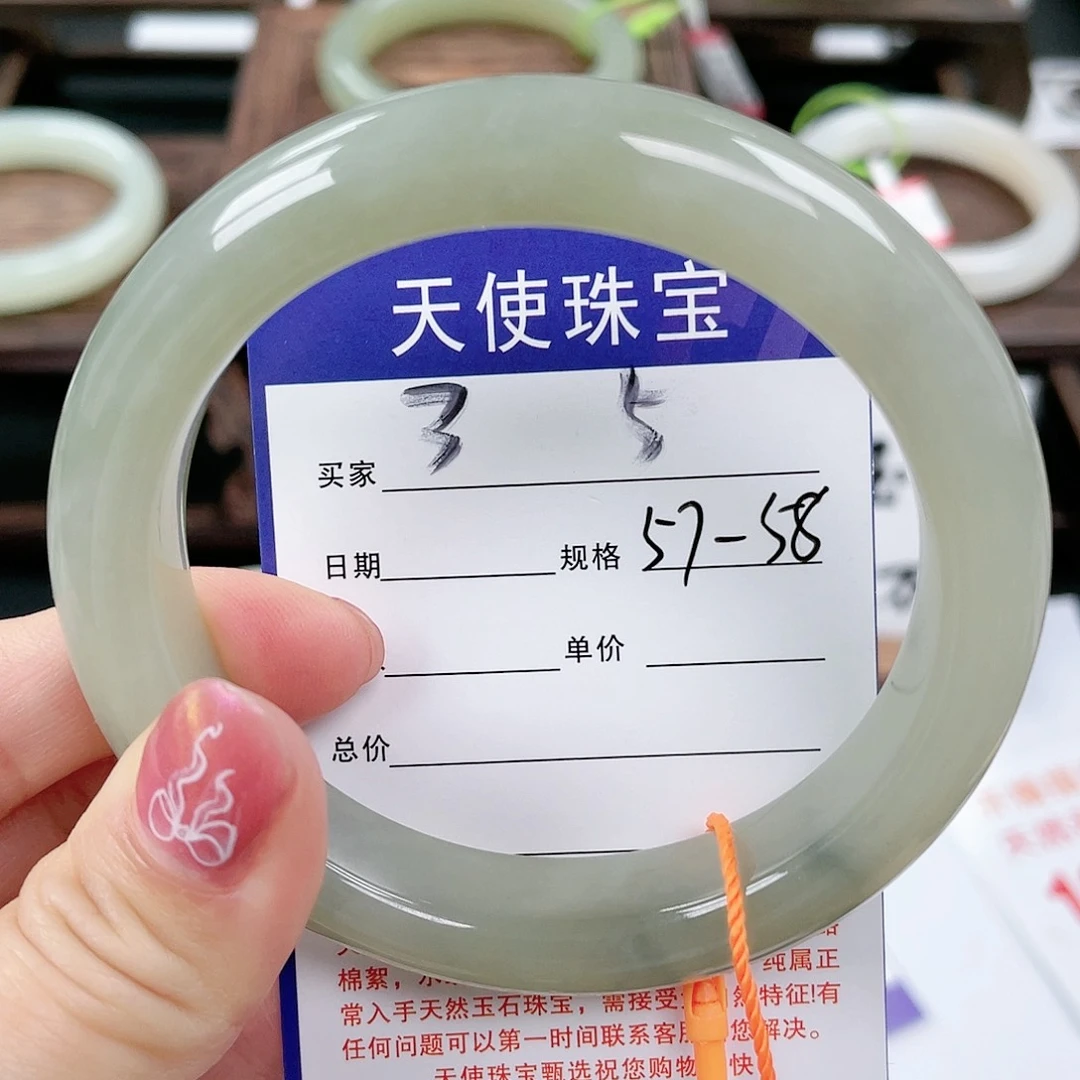 天使珠宝
买家 3 5
日期 规格 57-58
单价
总价
棉絮，
纯属正
常入手天然玉石珠宝，需接受 然特征!有
任何问题可以第一时间联系客服 您解决。
天使珠宝甄选祝您购物 快